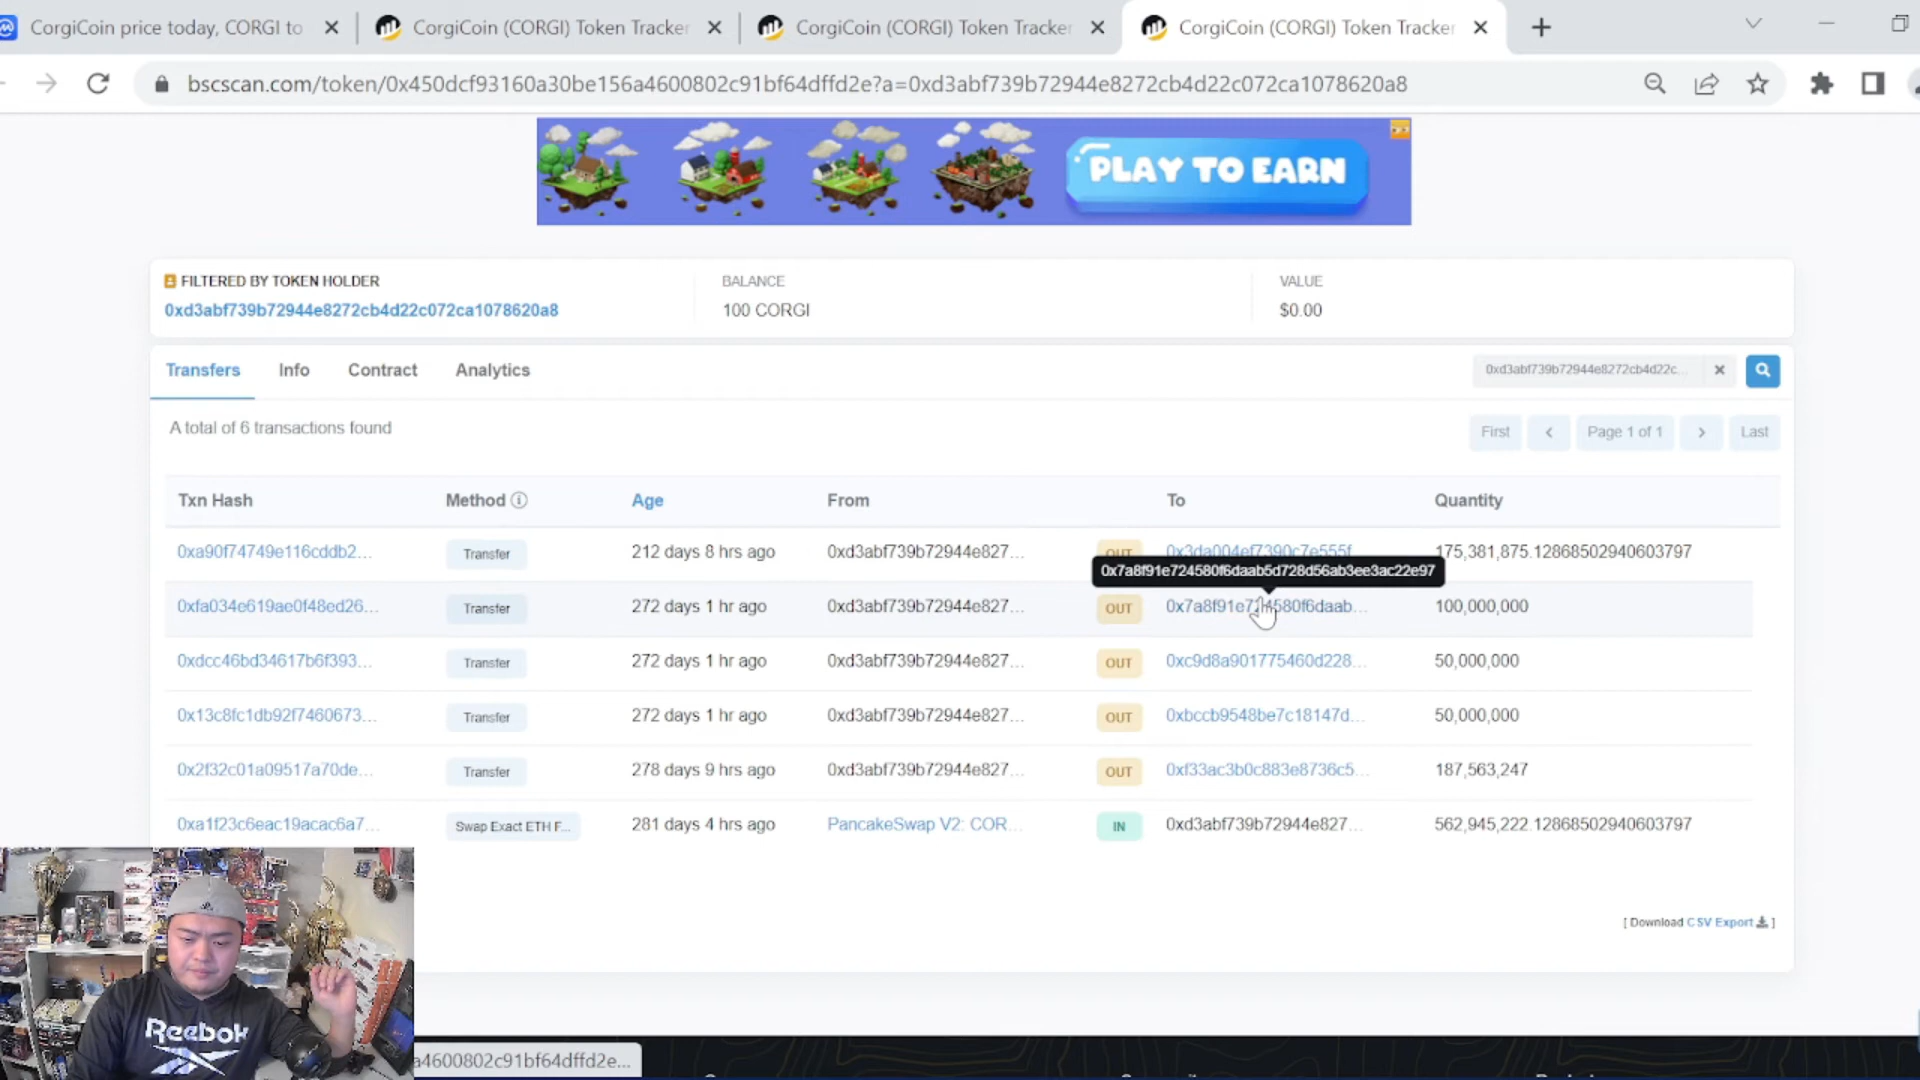 CorgiCoin price today, CORGI to
CorgiCoin (CORGI) Token Tracker
CorgiCoin (CORGI) Token Tracker
CorgiCoin (CORGI) Token Tracker
bscscan.com/token/0x450dcf93160a30be156a4600802c91bf64dffd2e?a=0xd3abf739b72944e8272cb4d22c072ca1078620a8
PLAY TO EARN
FILTERED BY TOKEN HOLDER
0xd3abf739b72944e8272cb4d22c072ca1078620a8
BALANCE
100 CORGI
VALUE
$0.00
Transfers Info Contract Analytics
0xd3abf739b72944e8272cb4d22c...
A total of 6 transactions found
First Page 1 of 1 Last
Txn Hash Method Age From To Quantity
0xa90f74749e116cddb2... Transfer 212 days 8 hrs ago 0xd3abf739b72944e827... OUT 0x3da004ef7390c7e555f 175,381,875.12868502940603797
0x7a8f91e724580f6daab5d728d56ab3ee3ac22e97
0xfa034e619ae0f48ed26... Transfer 272 days 1 hr ago 0xd3abf739b72944e827... OUT 0x7a8f91e724580f6daab... 100,000,000
0xdcc46bd34617b6f393... Transfer 272 days 1 hr ago 0xd3abf739b72944e827... OUT 0xc9d8a901775460d228... 50,000,000
0x13c8fc1db92f7460673... Transfer 272 days 1 hr ago 0xd3abf739b72944e827... OUT 0xbccb9548be7c18147d... 50,000,000
0x2f32c01a09517a70de... Transfer 278 days 9 hrs ago 0xd3abf739b72944e827... OUT 0xf33ac3b0c883e8736c5... 187,563,247
0xa1f23c6eac19acac6a7... Swap Exact ETH F... 281 days 4 hrs ago PancakeSwap V2: COR... IN 0xd3abf739b72944e827... 562,945,222.12868502940603797
[ Download CSV Export ]
Reebok
a4600802c91bf64dffd2e...